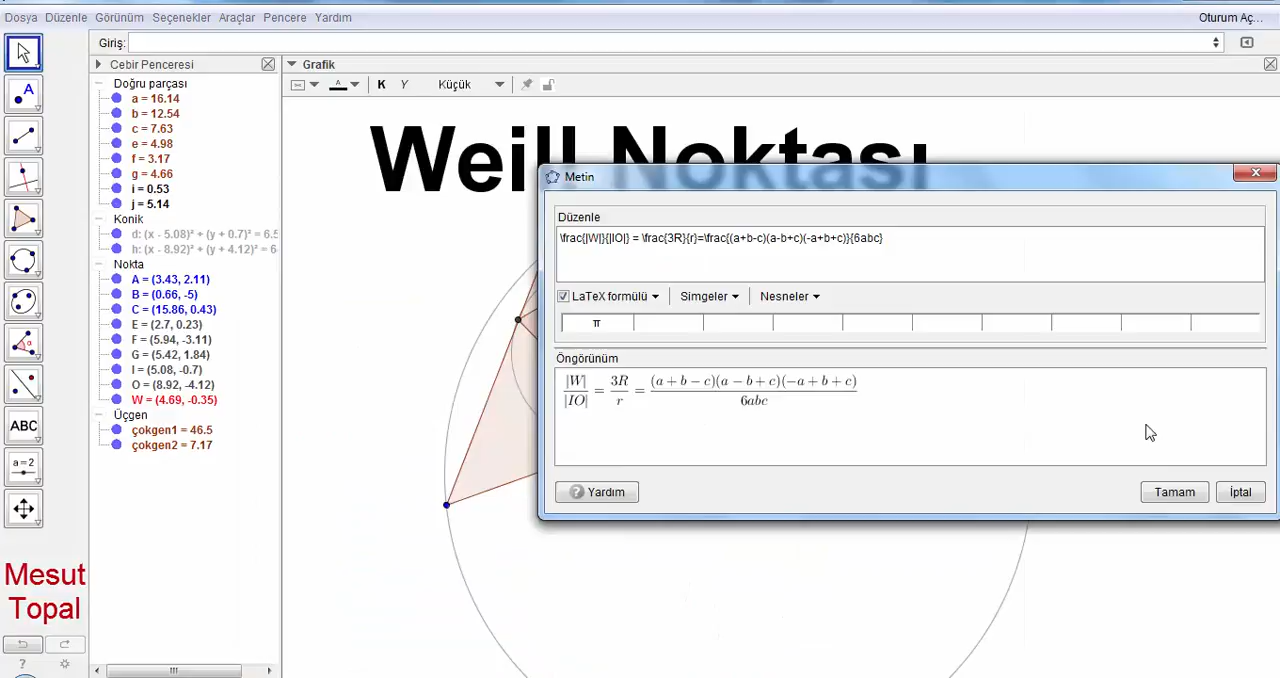 Dosya Düzenle Görünüm Seçenekler Araçlar Pencere Yardım Oturum Aç...
Giriş:
Cebir Penceresi
Grafik
K Y Küçük
Doğru parçası
a = 16.14
b = 12.54
c = 7.63
e = 4.98
f = 3.17
g = 4.66
i = 0.53
j = 5.14
Konik
d: (x - 5.08)² + (y + 0.7)² = 6.5
h: (x - 8.92)² + (y + 4.12)² = 6
Nokta
A = (3.43, 2.11)
B = (0.66, -5)
C = (15.86, 0.43)
E = (2.7, 0.23)
F = (5.94, -3.11)
G = (5.42, 1.84)
I = (5.08, -0.7)
O = (8.92, -4.12)
W = (4.69, -0.35)
Üçgen
çokgen1 = 46.5
çokgen2 = 7.17
A
α
ABC
a=2
Mesut
Topal
?
Weill Noktası
Metin
Düzenle
\frac{|W|}{|IO|} = \frac{3R}{r}=\frac{(a+b-c)(a-b+c)(-a+b+c)}{6abc}
LaTeX formülü Simgeler Nesneler
π
Öngörünüm
|W|/|IO| = 3R/r = (a + b − c)(a − b + c)(−a + b + c)/6abc
? Yardım Tamam İptal